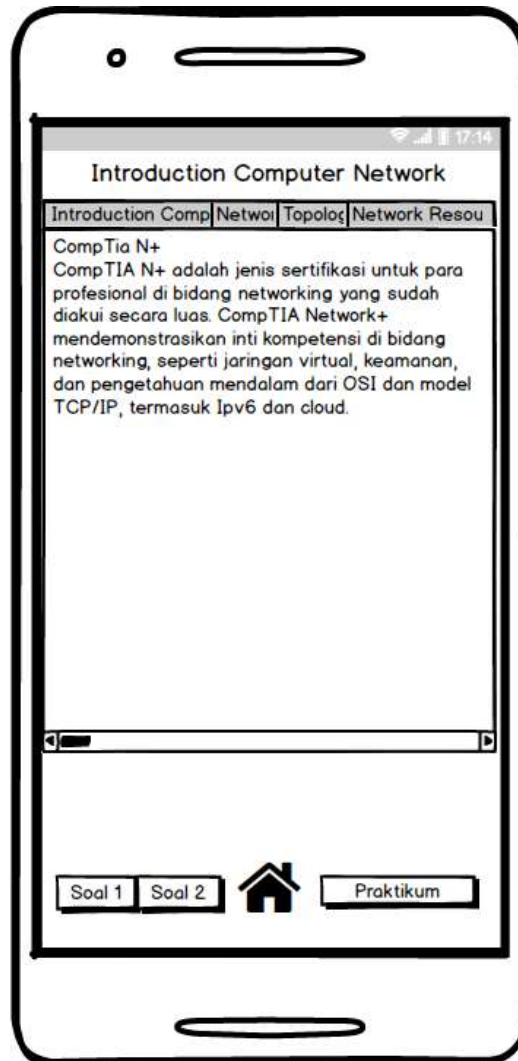 17:14
Introduction Computer Network
Introduction Comp Networ Topolog Network Resou
CompTia N+
CompTIA N+ adalah jenis sertifikasi untuk para
profesional di bidang networking yang sudah
diakui secara luas. CompTIA Network+
mendemonstrasikan inti kompetensi di bidang
networking, seperti jaringan virtual, keamanan,
dan pengetahuan mendalam dari OSI dan model
TCP/IP, termasuk Ipv6 dan cloud.
Soal 1 Soal 2 Praktikum